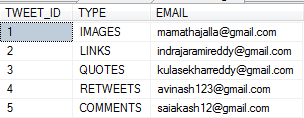 TWEET_ID TYPE EMAIL
1 IMAGES mamathajalla@gmail.com
2 LINKS indrajaramireddy@gmail.com
3 QUOTES kulasekharreddy@gmail.com
4 RETWEETS avinash123@gmail.com
5 COMMENTS saiakash12@gmail.com